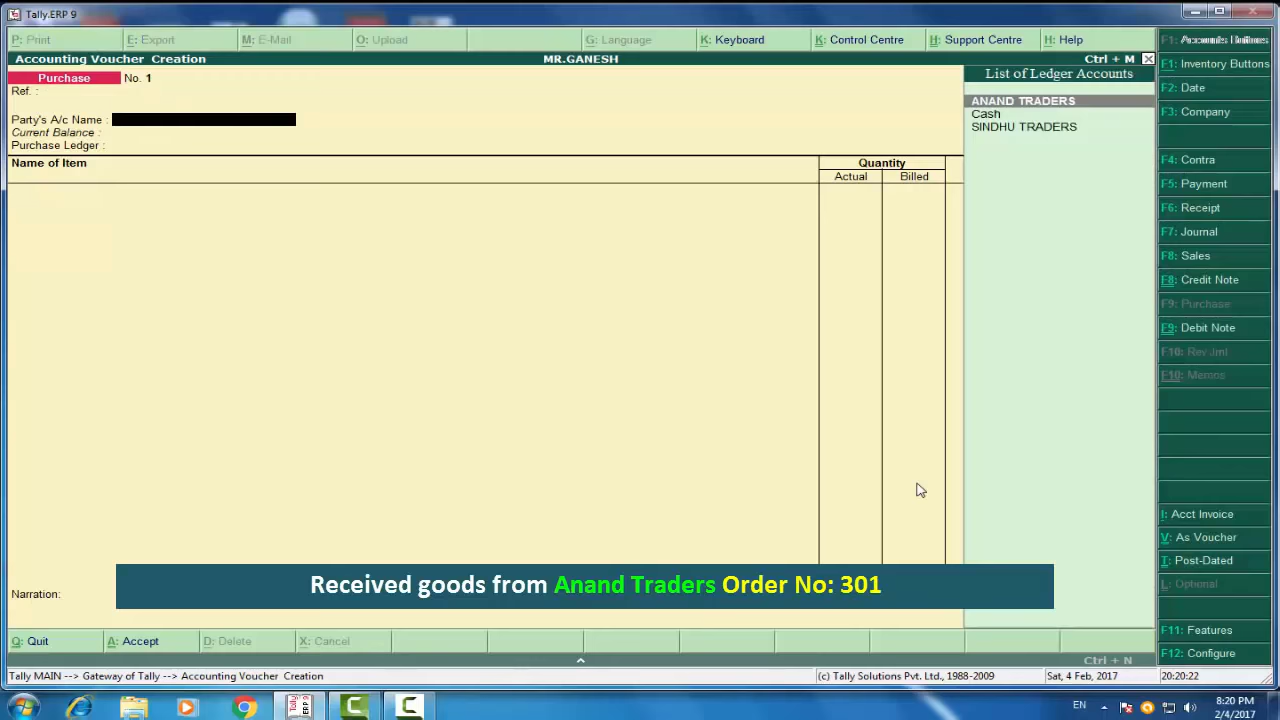 Tally.ERP 9
P: Print
E: Export
M: E-Mail
O: Upload
G: Language
K: Keyboard
K: Control Centre
H: Support Centre
H: Help
Accounting Voucher Creation
MR.GANESH
Ctrl + M
Purchase No. 1
Ref. :
Party's A/c Name :
Current Balance :
Purchase Ledger :
Name of Item
Quantity
Actual
Billed
List of Ledger Accounts
ANAND TRADERS
Cash
SINDHU TRADERS
F1: Inventory Buttons
F2: Date
F3: Company
F4: Contra
F5: Payment
F6: Receipt
F7: Journal
F8: Sales
F8: Credit Note
F9: Purchase
F9: Debit Note
F10: Rev Jrnl
F10: Memos
I: Acct Invoice
V: As Voucher
T: Post-Dated
L: Optional
F11: Features
F12: Configure
Received goods from Anand Traders Order No: 301
Narration:
Q: Quit
A: Accept
D: Delete
X: Cancel
Ctrl + N
Tally MAIN --> Gateway of Tally --> Accounting Voucher Creation
(c) Tally Solutions Pvt. Ltd., 1988-2009
Sat, 4 Feb, 2017
20:20:22
EN
8:20 PM
2/4/2017